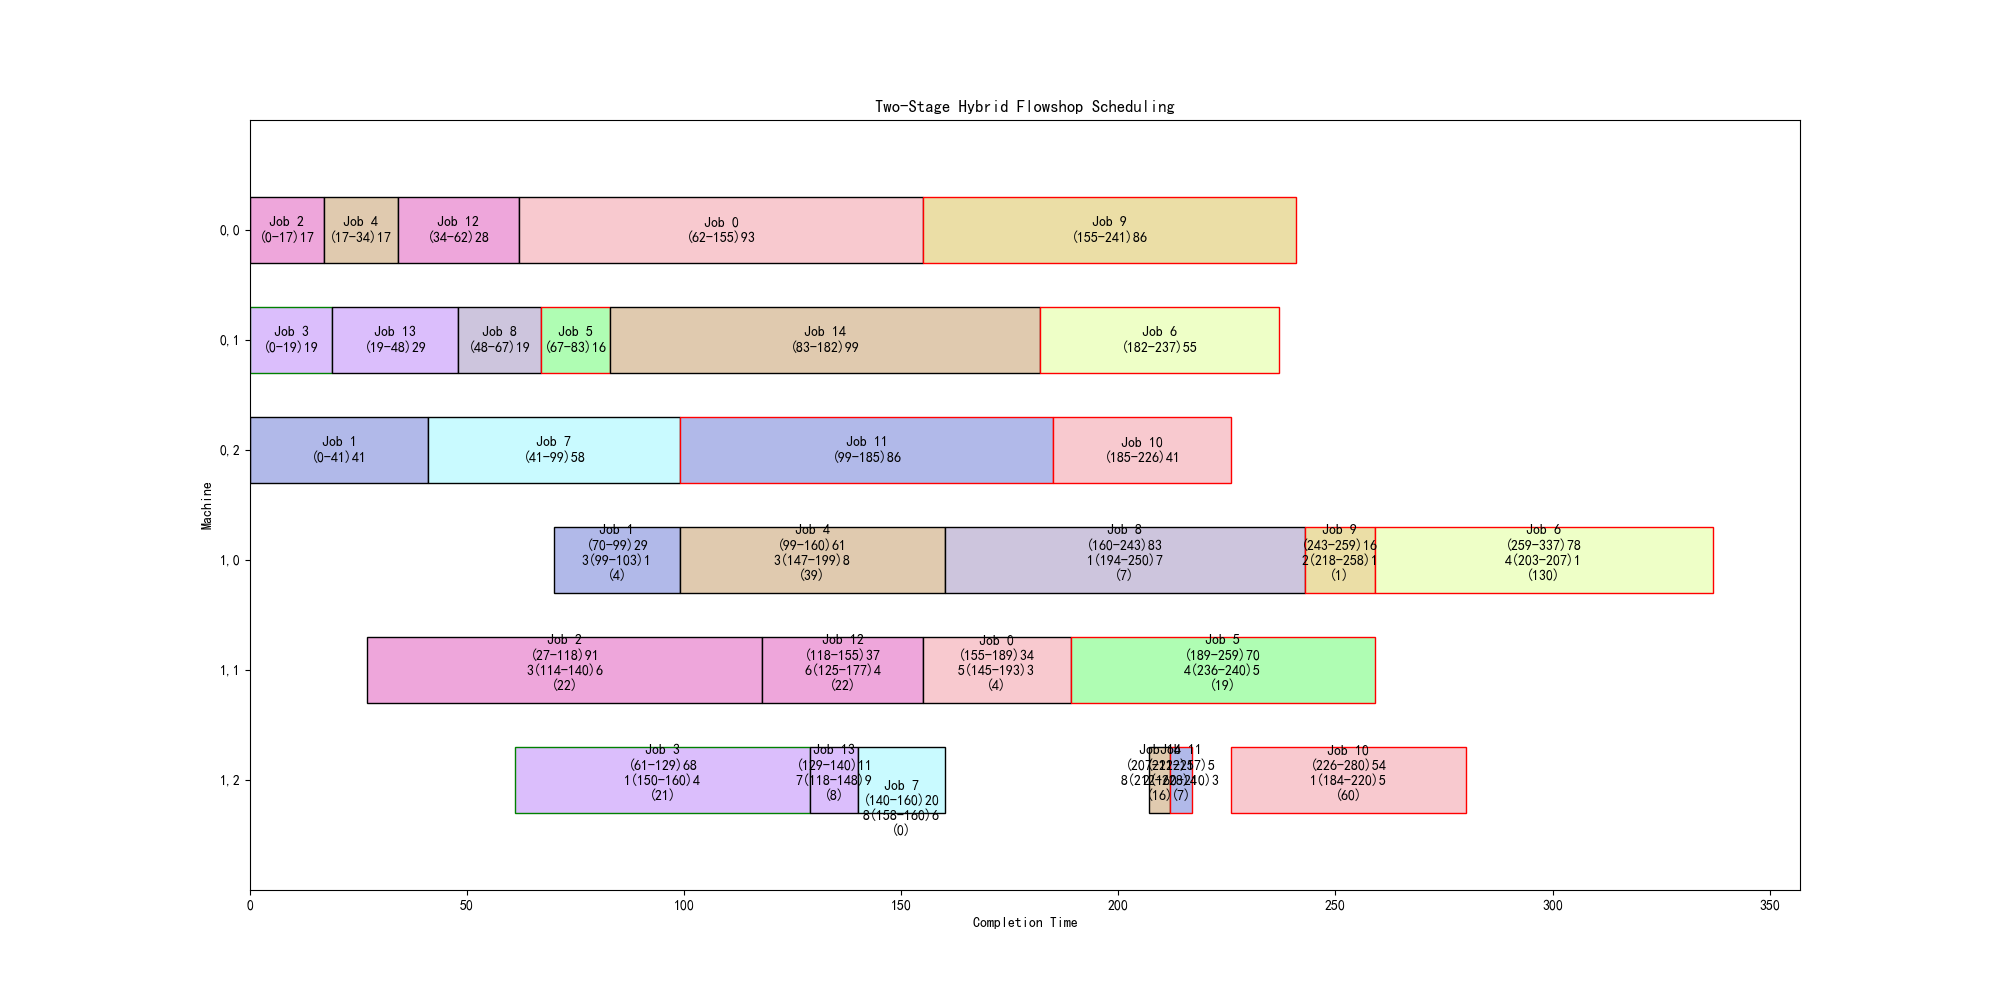 Two-Stage Hybrid Flowshop Scheduling
Machine
0,0
Job 2
(0-17)17
Job 4
(17-34)17
Job 12
(34-62)28
Job 0
(62-155)93
Job 9
(155-241)86
0,1
Job 3
(0-19)19
Job 13
(19-48)29
Job 8
(48-67)19
Job 5
(67-83)16
Job 14
(83-182)99
Job 6
(182-237)55
0,2
Job 1
(0-41)41
Job 7
(41-99)58
Job 11
(99-185)86
Job 10
(185-226)41
1,0
Job 1
(70-99)29
3(99-103)1
(4)
Job 4
(99-160)61
3(147-199)8
(39)
Job 8
(160-243)83
1(194-250)7
(7)
Job 9
(243-259)16
2(218-258)1
(1)
Job 6
(259-337)78
4(203-207)1
(130)
1,1
Job 2
(27-118)91
3(114-140)6
(22)
Job 12
(118-155)37
6(125-177)4
(22)
Job 0
(155-189)34
5(145-193)3
(4)
Job 5
(189-259)70
4(236-240)5
(19)
1,2
Job 3
(61-129)68
1(150-160)4
(21)
Job 13
(129-140)11
7(118-148)9
(8)
Job 7
(140-160)20
8(158-160)6
(0)
Job
(16)
11
(7)
Job 10
(226-280)54
1(184-220)5
(60)
0
50
100
150
200
250
300
350
Completion Time